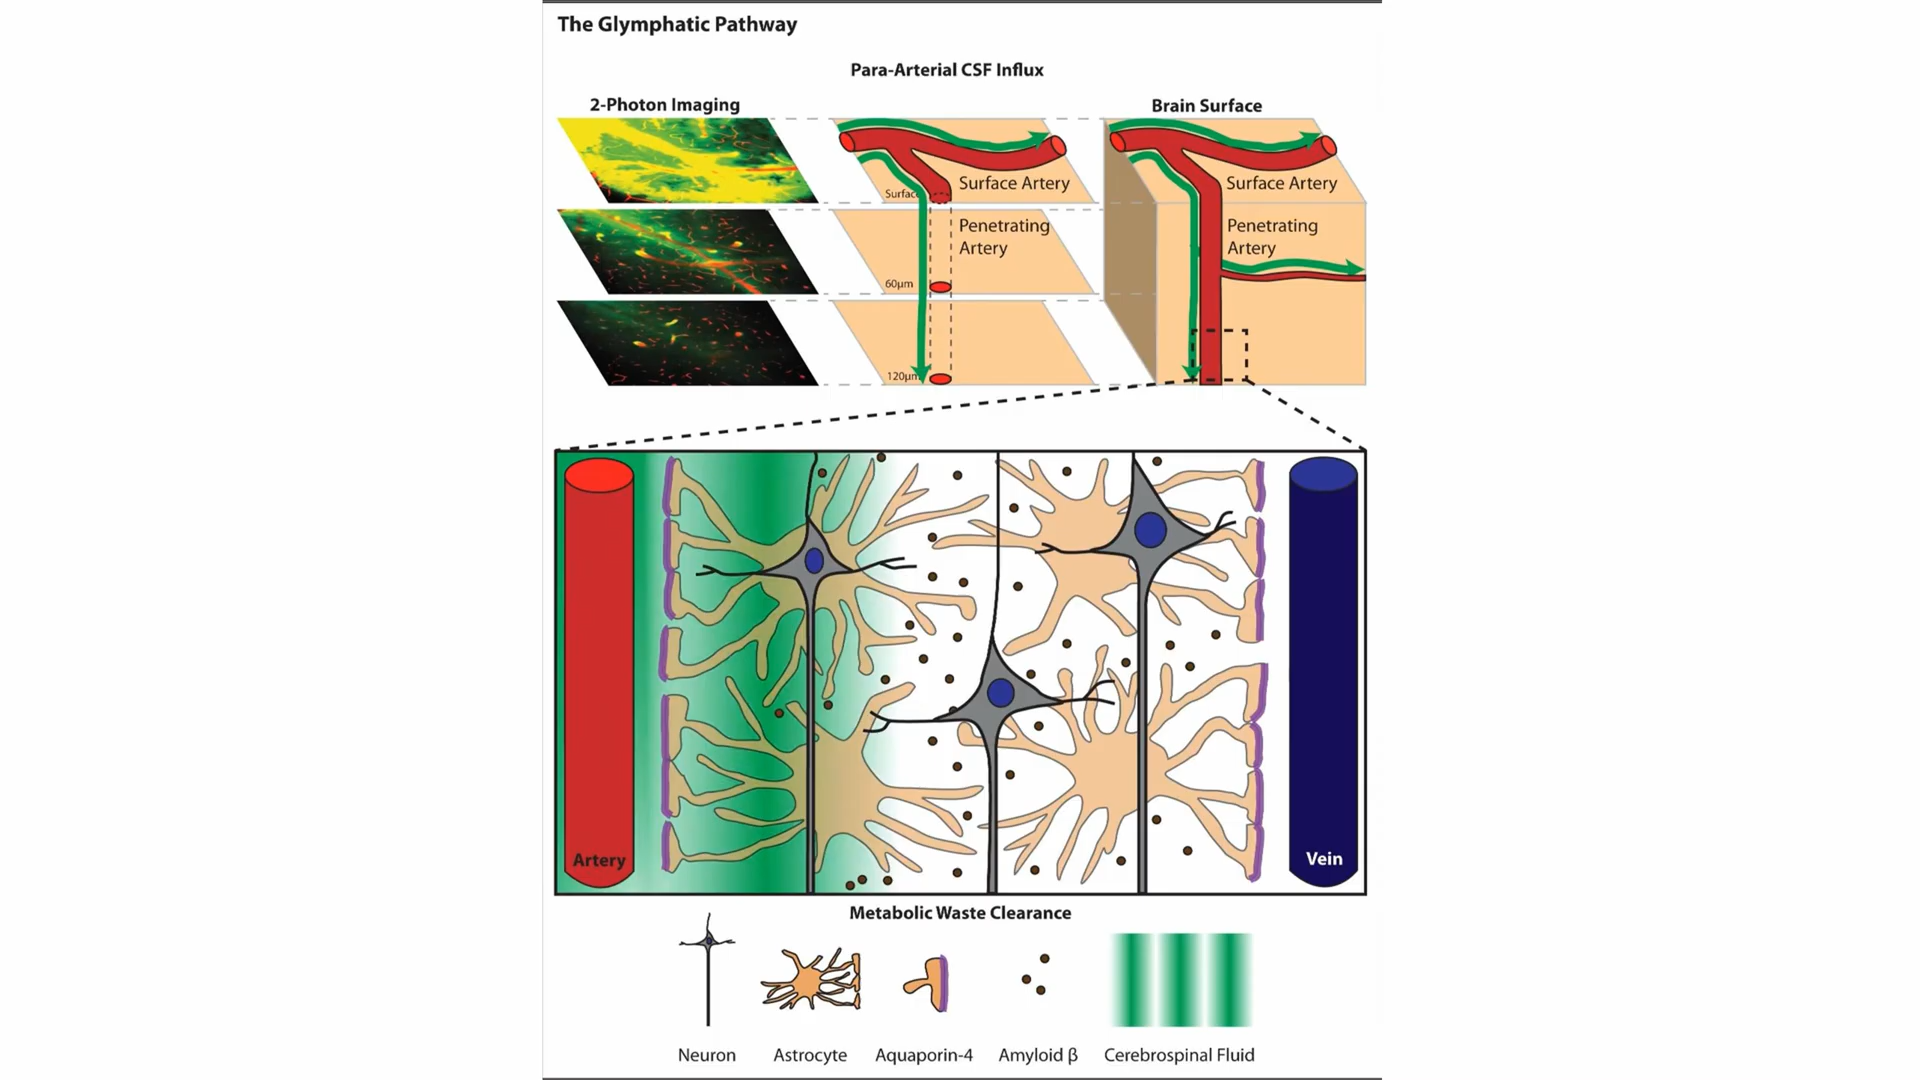 The Glymphatic Pathway
Para-Arterial CSF Influx
2-Photon Imaging
Brain Surface
Surface Artery
Surface Artery
Penetrating
Artery
Penetrating
Artery
60µm
120µm
Artery
Vein
Metabolic Waste Clearance
Neuron
Astrocyte
Aquaporin-4
Amyloid β
Cerebrospinal Fluid